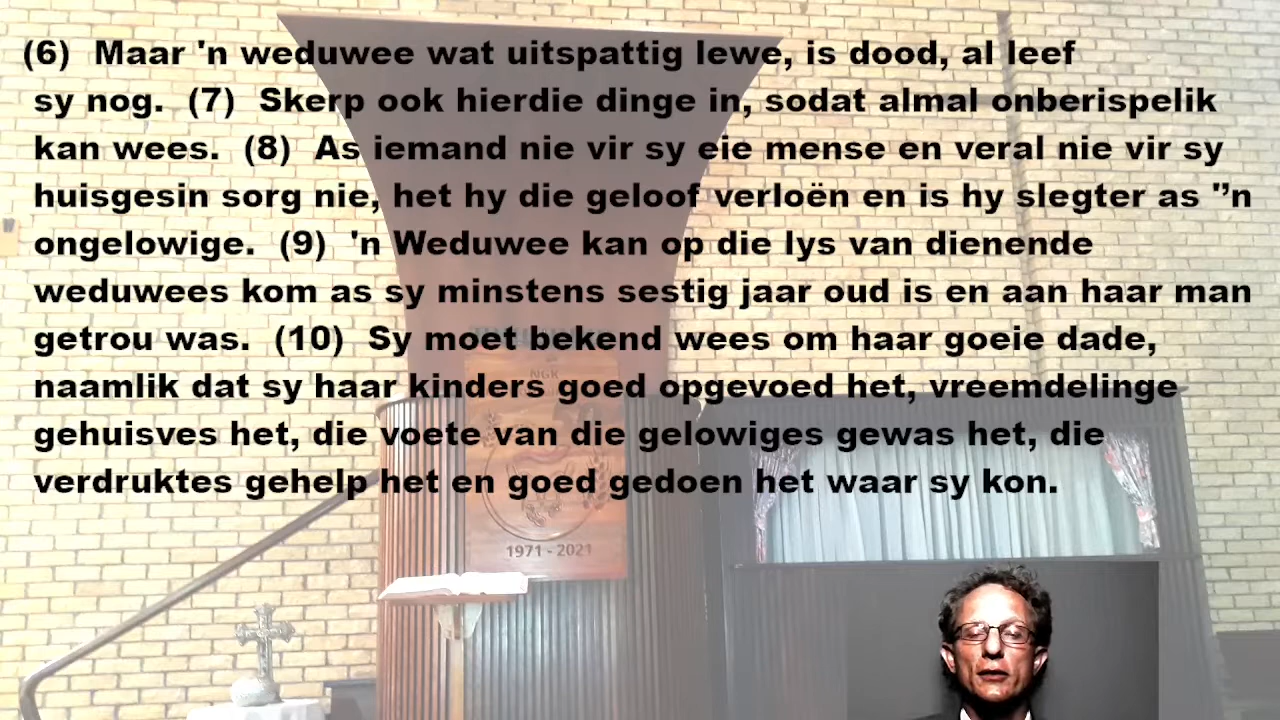 (6)  Maar 'n weduwee wat uitspattig lewe, is dood, al leef
sy nog.  (7)  Skerp ook hierdie dinge in, sodat almal onberispelik
kan wees.  (8)  As iemand nie vir sy eie mense en veral nie vir sy
huisgesin sorg nie, het hy die geloof verloën en is hy slegter as "’n
ongelowige.  (9)  'n Weduwee kan op die lys van dienende
weduwees kom as sy minstens sestig jaar oud is en aan haar man
getrou was.  (10)  Sy moet bekend wees om haar goeie dade,
naamlik dat sy haar kinders goed opgevoed het, vreemdelinge
gehuisves het, die voete van die gelowiges gewas het, die
verdruktes gehelp het en goed gedoen het waar sy kon.
NGK
1971 - 2021